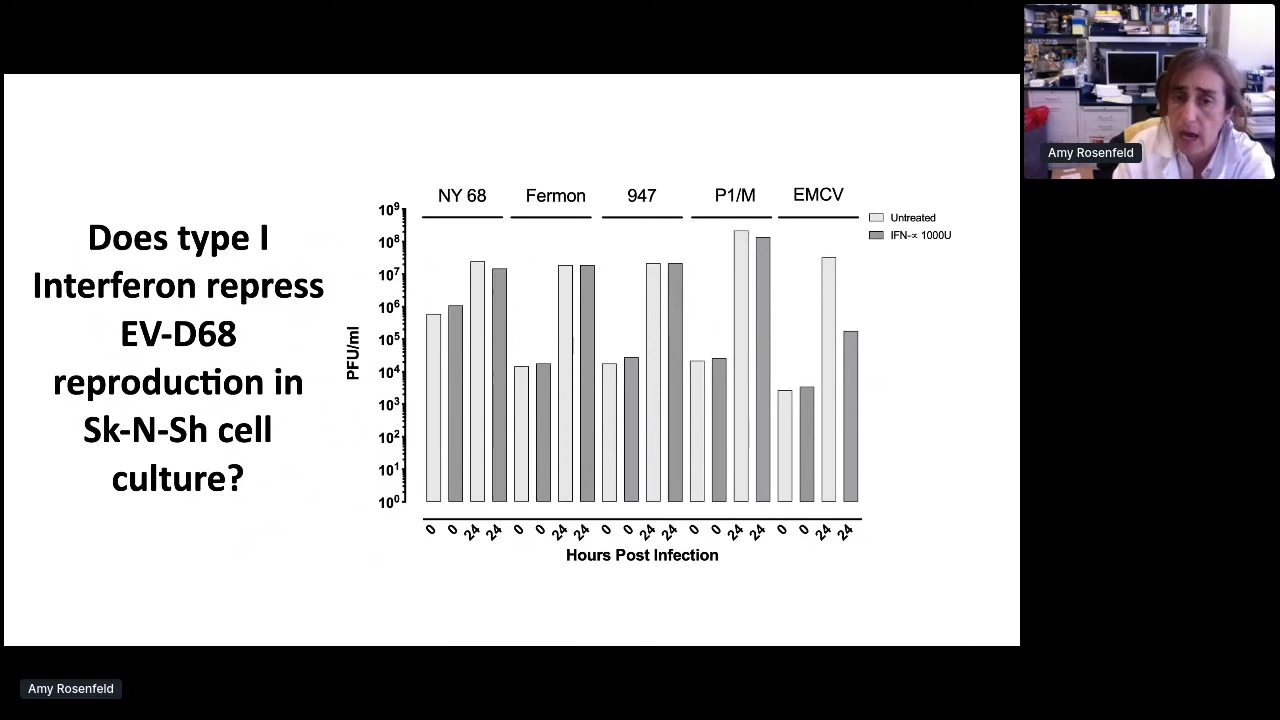 Amy Rosenfeld
Does type I
Interferon repress
EV-D68
reproduction in
Sk-N-Sh cell
culture?
NY 68 Fermon 947 P1/M EMCV
Untreated
IFN-∝ 1000U
PFU/ml
10⁹
10⁸
10⁷
10⁶
10⁵
10⁴
10³
10²
10¹
10⁰
0 0 24 24 0 0 24 24 0 0 24 24 0 0 24 24 0 0 24 24
Hours Post Infection
Amy Rosenfeld